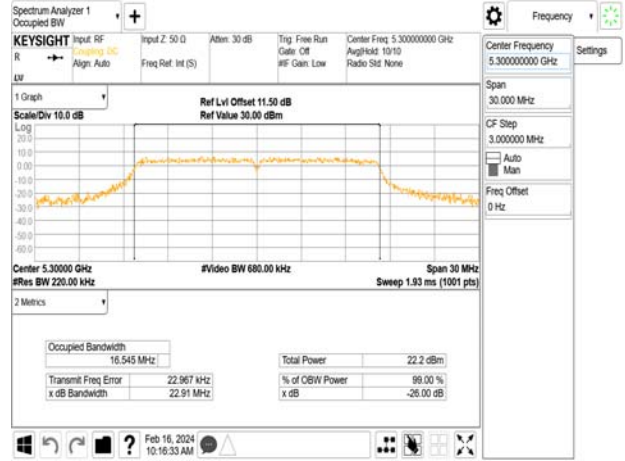 Spectrum Analyzer 1
Occupied BW
+
Frequency
KEYSIGHT
Input: RF
Coupling: DC
Align: Auto
Input Z: 50 Ω
Freq Ref: Int (S)
Atten: 30 dB
Trig: Free Run
Gate: Off
#IF Gain: Low
Center Freq: 5.300000000 GHz
Avg|Hold: 10/10
Radio Std: None
R
LXI
Center Frequency
5.300000000 GHz
Settings
Span
30.000 MHz
CF Step
3.000000 MHz
Auto
Man
Freq Offset
0 Hz
1 Graph
Scale/Div 10.0 dB
Ref Lvl Offset 11.50 dB
Ref Value 30.00 dBm
Log
20.0
10.0
0.00
-10.0
-20.0
-30.0
-40.0
-50.0
-60.0
Center 5.30000 GHz
#Res BW 220.00 kHz
#Video BW 680.00 kHz
Span 30 MHz
Sweep 1.93 ms (1001 pts)
2 Metrics
Occupied Bandwidth
16.545 MHz
Total Power 22.2 dBm
Transmit Freq Error 22.967 kHz
% of OBW Power 99.00 %
x dB Bandwidth 22.91 MHz
x dB -26.00 dB
?
Feb 16, 2024
10:16:33 AM